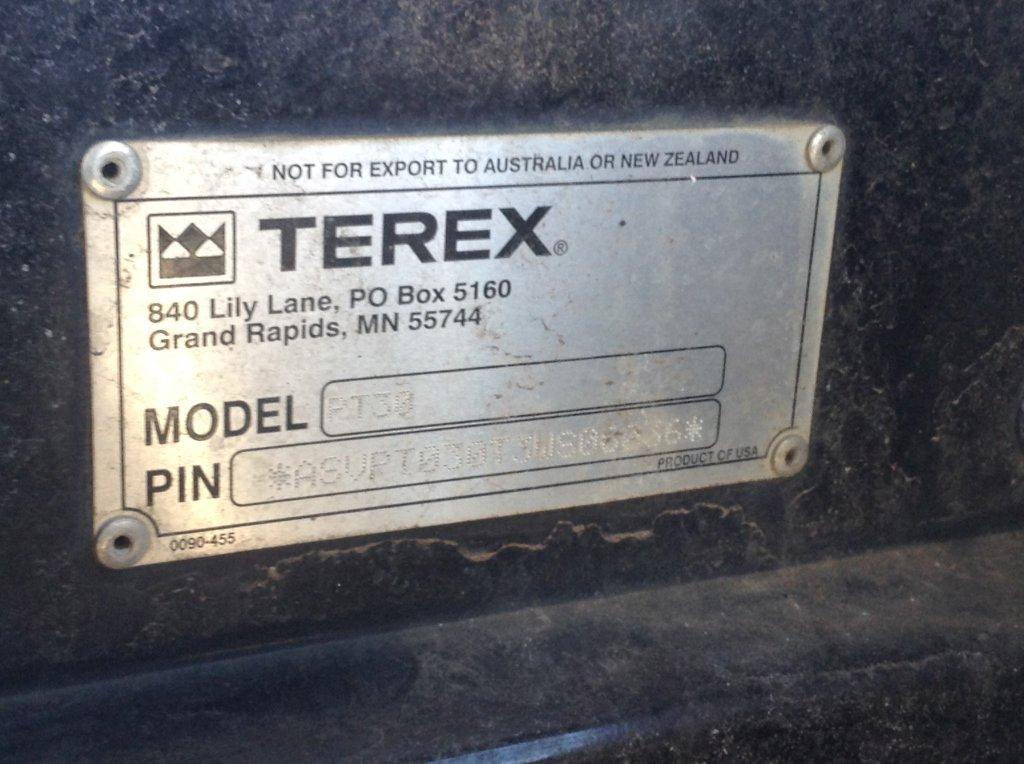 NOT FOR EXPORT TO AUSTRALIA OR NEW ZEALAND
TEREX®
840 Lily Lane, PO Box 5160
Grand Rapids, MN 55744
MODEL PT30
PIN
PRODUCT OF USA
0090-455